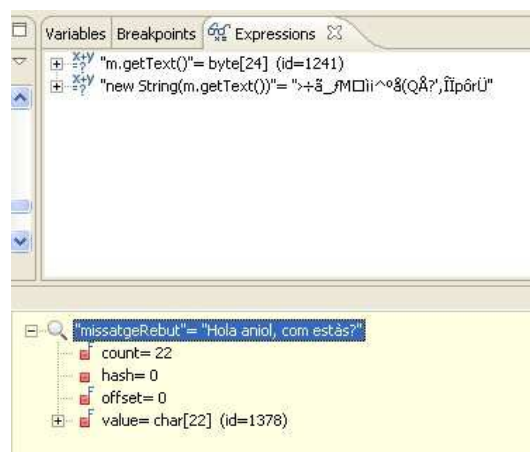 Variables Breakpoints Expressions
"m.getText()"= byte[24] (id=1241)
"new String(m.getText())"= ">÷ã_ƒM□ìi^ºå(QÅ?',ÎÏpôrÜ"
"missatgeRebut"= "Hola aniol, com estàs?"
count= 22
hash= 0
offset= 0
value= char[22] (id=1378)